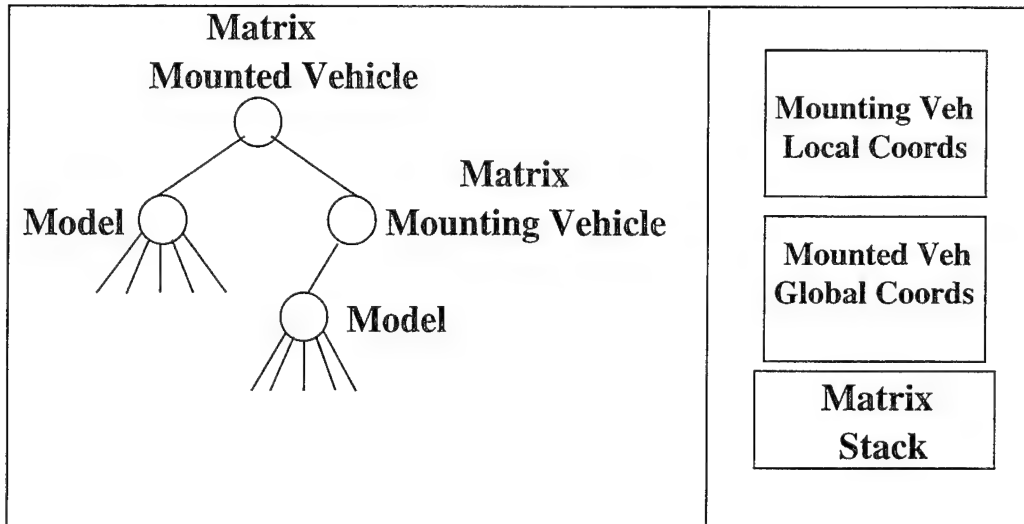 Matrix
Mounted Vehicle
Model
Matrix
Mounting Vehicle
Model
Mounting Veh
Local Coords
Mounted Veh
Global Coords
Matrix
Stack